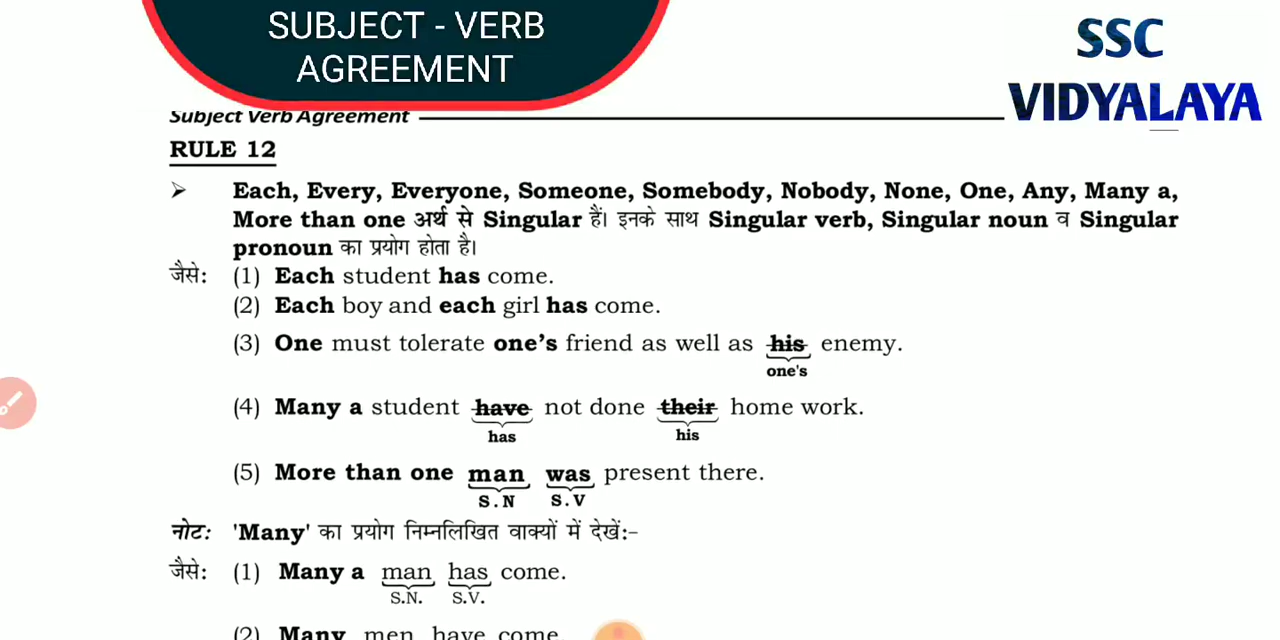 SUBJECT - VERB
AGREEMENT
SSC
VIDYALAYA
Subject Verb Agreement
RULE 12
➢ Each, Every, Everyone, Someone, Somebody, Nobody, None, One, Any, Many a,
More than one अर्थ से Singular हैं। इनके साथ Singular verb, Singular noun व Singular
pronoun का प्रयोग होता है।
जैसे: (1) Each student has come.
(2) Each boy and each girl has come.
(3) One must tolerate one's friend as well as his enemy.
one's
(4) Many a student have not done their home work.
has his
(5) More than one man was present there.
S.N S.V
नोट: 'Many' का प्रयोग निम्नलिखित वाक्यों में देखें:-
जैसे: (1) Many a man has come.
S.N. S.V.
(2) Many men have come.